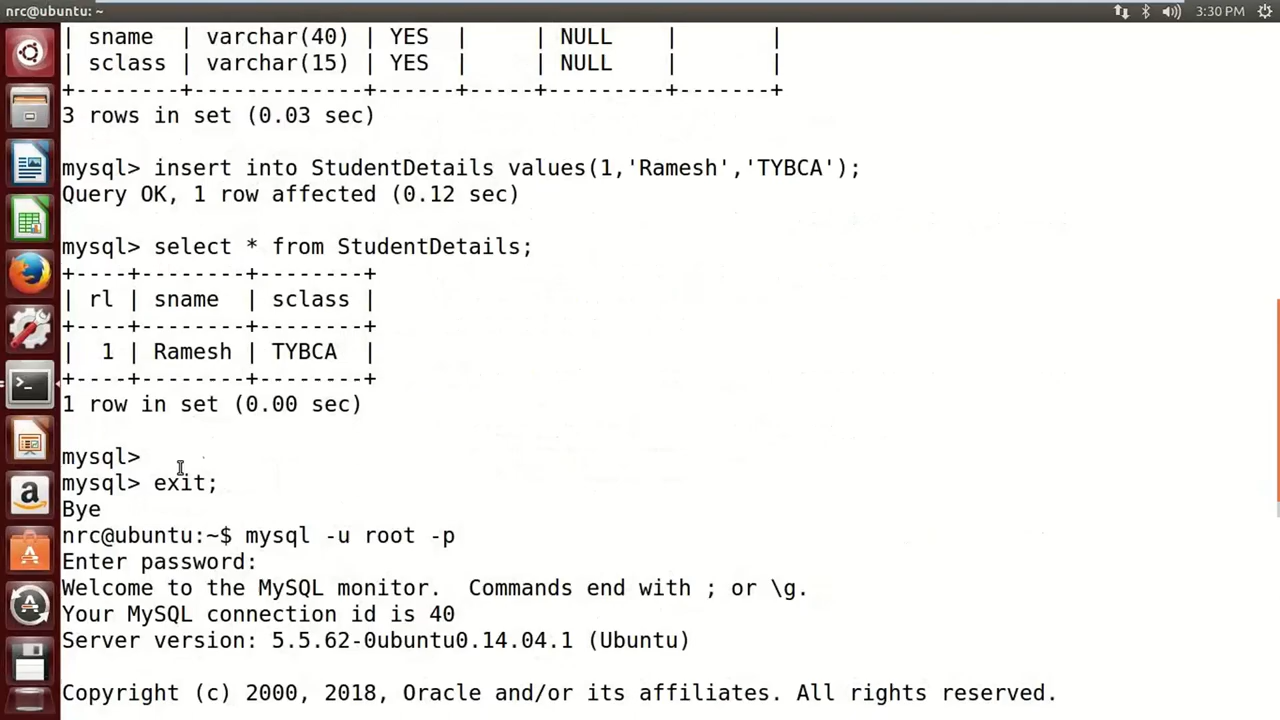 nrc@ubuntu: ~
3:30 PM
| sname  | varchar(40) | YES  |     | NULL    |       |
| sclass | varchar(15) | YES  |     | NULL    |       |
+--------+-------------+------+-----+---------+-------+
3 rows in set (0.03 sec)
mysql> insert into StudentDetails values(1,'Ramesh','TYBCA');
Query OK, 1 row affected (0.12 sec)
mysql> select * from StudentDetails;
+----+--------+--------+
| rl | sname  | sclass |
+----+--------+--------+
|  1 | Ramesh | TYBCA  |
+----+--------+--------+
1 row in set (0.00 sec)
mysql>
mysql> exit;
Bye
nrc@ubuntu:~$ mysql -u root -p
Enter password:
Welcome to the MySQL monitor.  Commands end with ; or \g.
Your MySQL connection id is 40
Server version: 5.5.62-0ubuntu0.14.04.1 (Ubuntu)
Copyright (c) 2000, 2018, Oracle and/or its affiliates. All rights reserved.